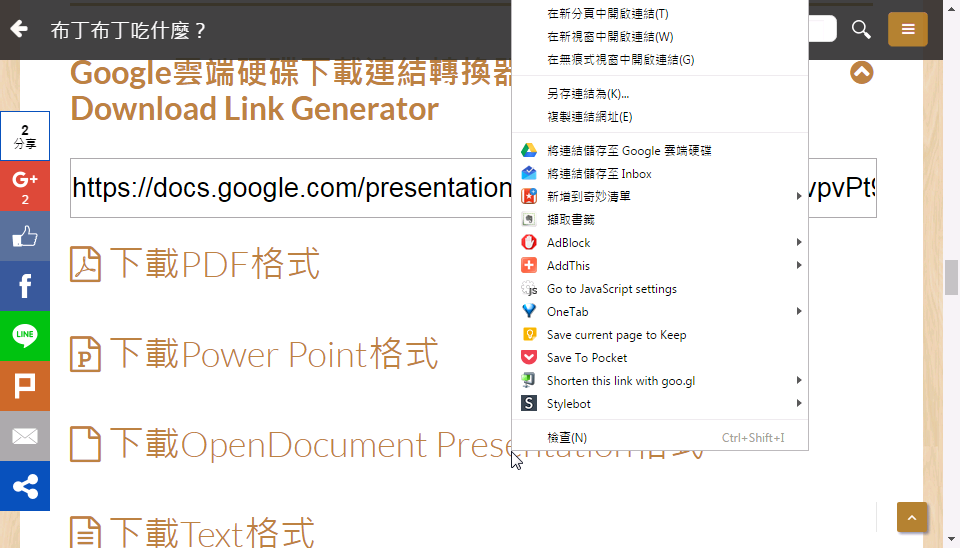 布丁布丁吃什麼？
Google雲端硬碟下載連結轉換器
Download Link Generator
2
分享
G+
2
LINE
https://docs.google.com/presentation
vpvPt9
下載PDF格式
下載Power Point格式
下載OpenDocument Presentation格式
下載Text格式
在新分頁中開啟連結(T)
在新視窗中開啟連結(W)
在無痕式視窗中開啟連結(G)
另存連結為(K)...
複製連結網址(E)
將連結儲存至 Google 雲端硬碟
將連結儲存至 Inbox
新增到奇妙清單
擷取書籤
AdBlock
AddThis
Go to JavaScript settings
OneTab
Save current page to Keep
Save To Pocket
Shorten this link with goo.gl
Stylebot
檢查(N) Ctrl+Shift+I